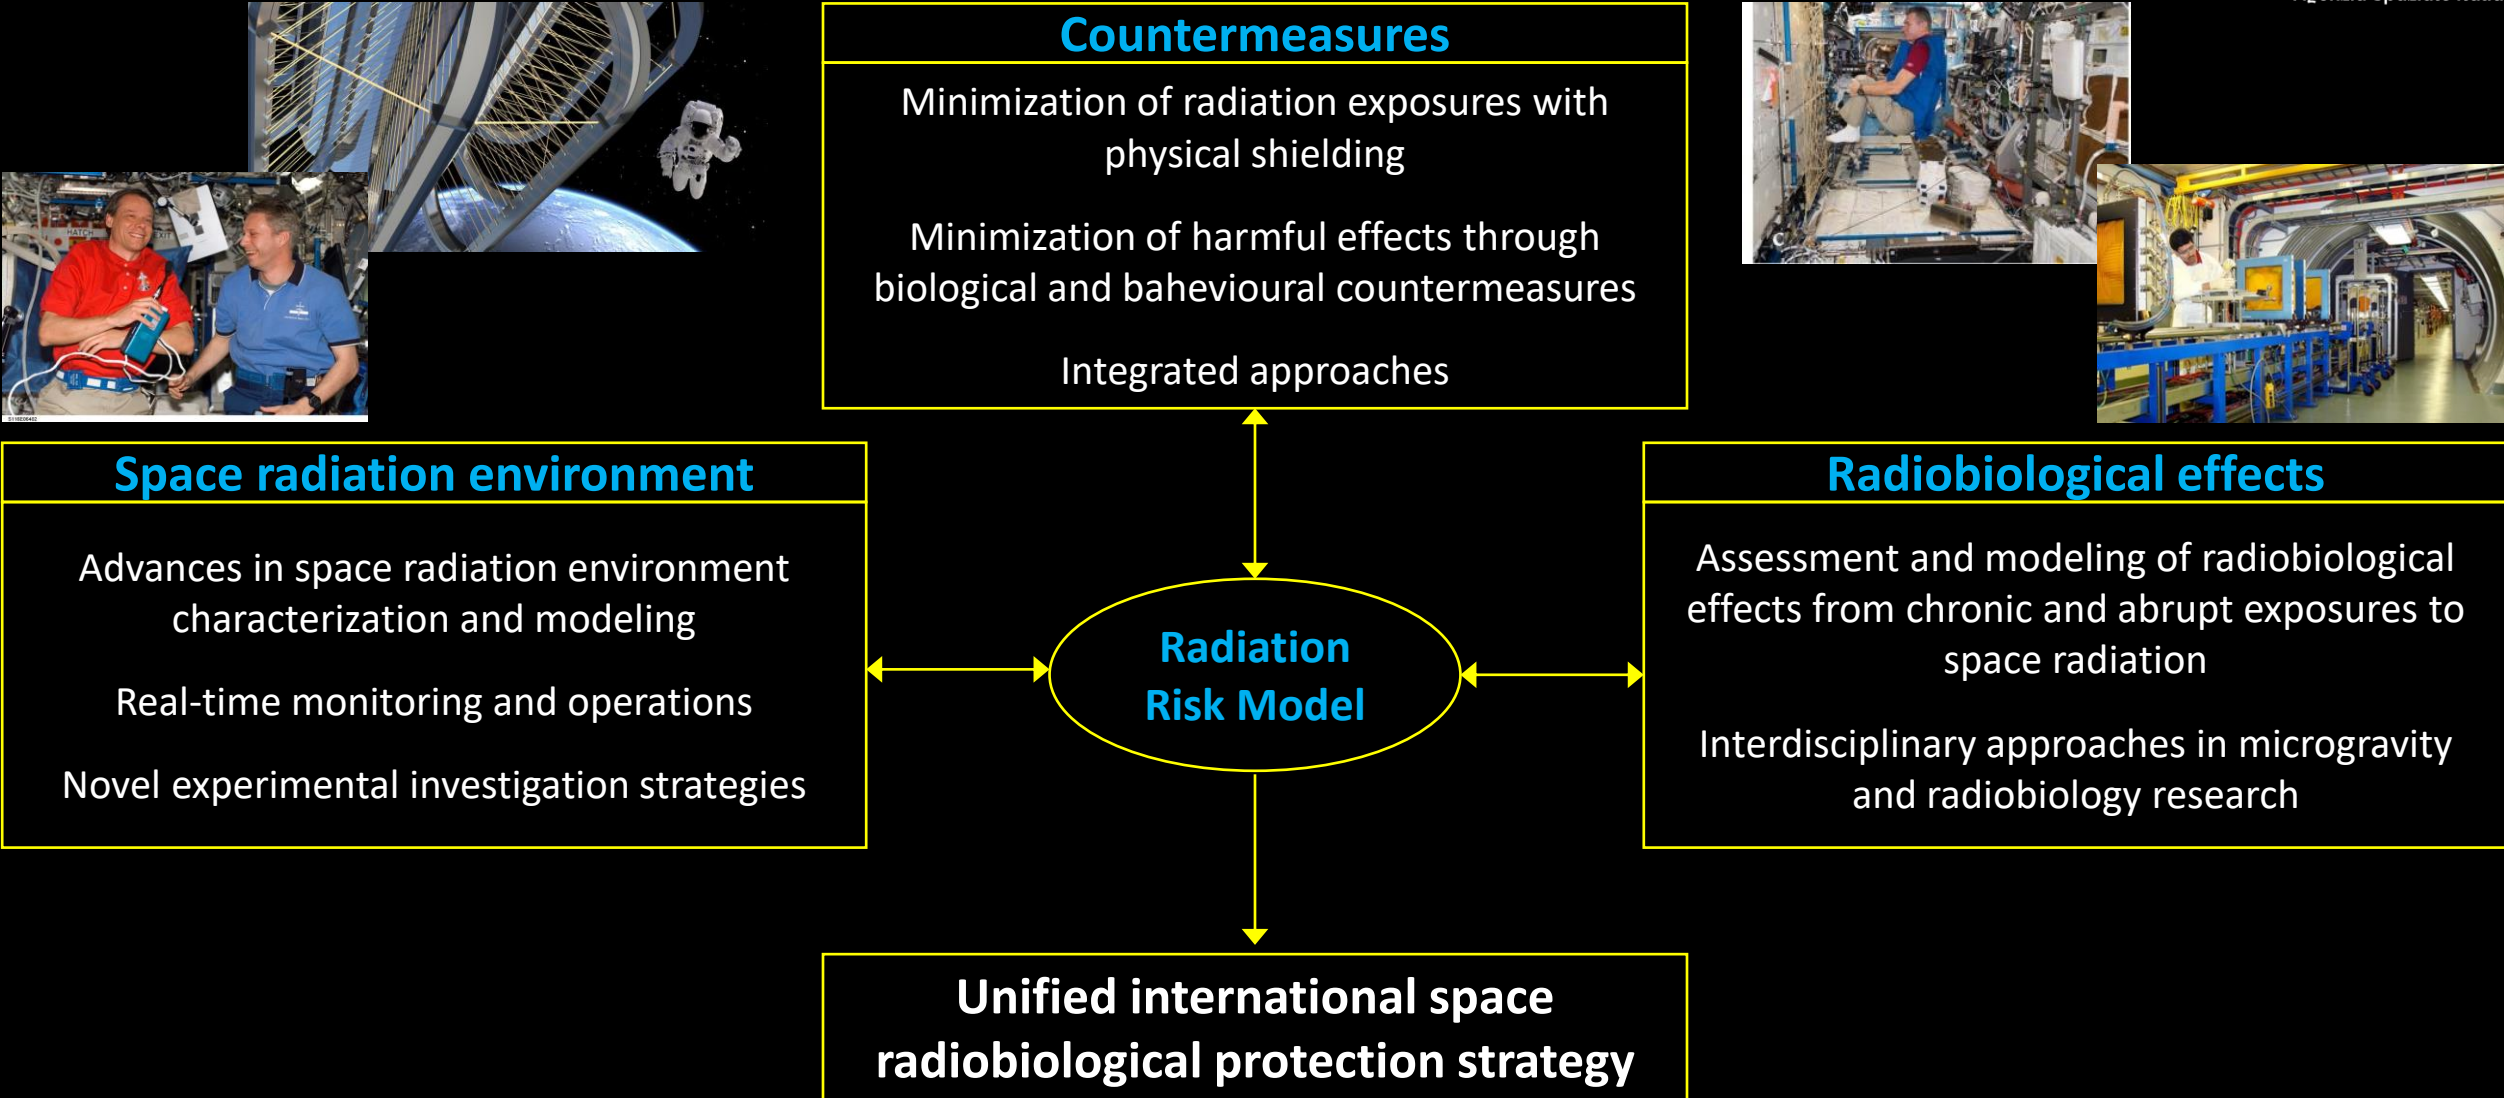 Countermeasures
Minimization of radiation exposures with
physical shielding
Minimization of harmful effects through
biological and bahevioural countermeasures
Integrated approaches
HATCH
EXIT
S118E06462
Space radiation environment
Advances in space radiation environment
characterization and modeling
Real-time monitoring and operations
Novel experimental investigation strategies
Radiation
Risk Model
Radiobiological effects
Assessment and modeling of radiobiological
effects from chronic and abrupt exposures to
space radiation
Interdisciplinary approaches in microgravity
and radiobiology research
Unified international space
radiobiological protection strategy